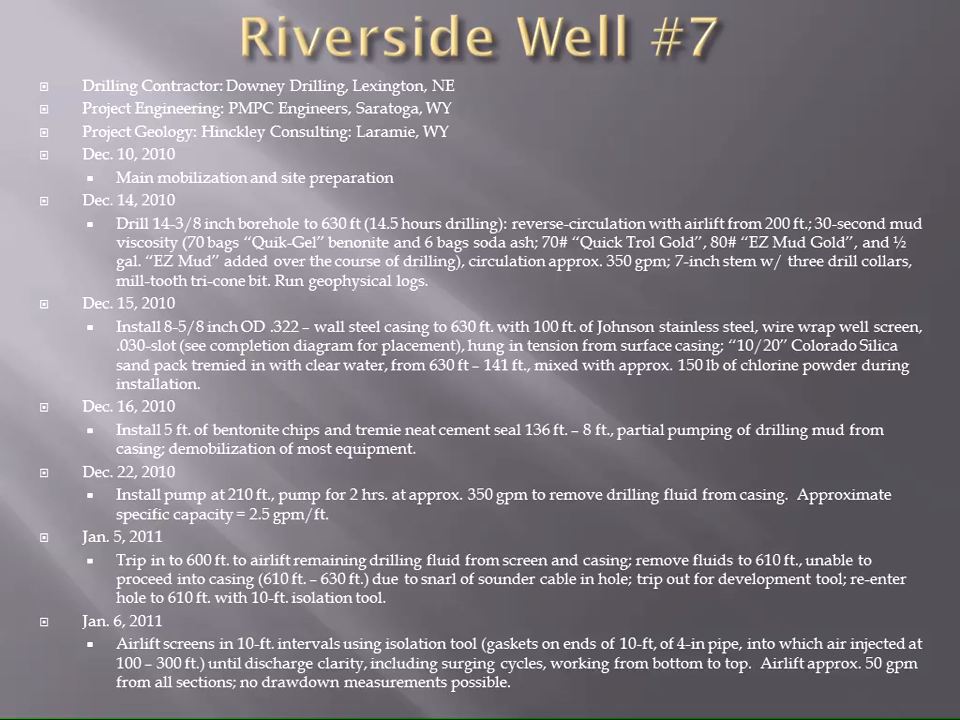 Riverside Well #7
Drilling Contractor: Downey Drilling, Lexington, NE
Project Engineering: PMPC Engineers, Saratoga, WY
Project Geology: Hinckley Consulting: Laramie, WY
Dec. 10, 2010
Main mobilization and site preparation
Dec. 14, 2010
Drill 14-3/8 inch borehole to 630 ft (14.5 hours drilling): reverse-circulation with airlift from 200 ft.; 30-second mud
viscosity (70 bags “Quik-Gel” benonite and 6 bags soda ash; 70# “Quick Trol Gold”, 80# “EZ Mud Gold”, and ½
gal. “EZ Mud” added over the course of drilling), circulation approx. 350 gpm; 7-inch stem w/ three drill collars,
mill-tooth tri-cone bit. Run geophysical logs.
Dec. 15, 2010
Install 8-5/8 inch OD .322 – wall steel casing to 630 ft. with 100 ft. of Johnson stainless steel, wire wrap well screen,
.030-slot (see completion diagram for placement), hung in tension from surface casing; “10/20” Colorado Silica
sand pack tremied in with clear water, from 630 ft – 141 ft., mixed with approx. 150 lb of chlorine powder during
installation.
Dec. 16, 2010
Install 5 ft. of bentonite chips and tremie neat cement seal 136 ft. – 8 ft., partial pumping of drilling mud from
casing; demobilization of most equipment.
Dec. 22, 2010
Install pump at 210 ft., pump for 2 hrs. at approx. 350 gpm to remove drilling fluid from casing. Approximate
specific capacity = 2.5 gpm/ft.
Jan. 5, 2011
Trip in to 600 ft. to airlift remaining drilling fluid from screen and casing; remove fluids to 610 ft., unable to
proceed into casing (610 ft. – 630 ft.) due to snarl of sounder cable in hole; trip out for development tool; re-enter
hole to 610 ft. with 10-ft. isolation tool.
Jan. 6, 2011
Airlift screens in 10-ft. intervals using isolation tool (gaskets on ends of 10-ft, of 4-in pipe, into which air injected at
100 – 300 ft.) until discharge clarity, including surging cycles, working from bottom to top. Airlift approx. 50 gpm
from all sections; no drawdown measurements possible.